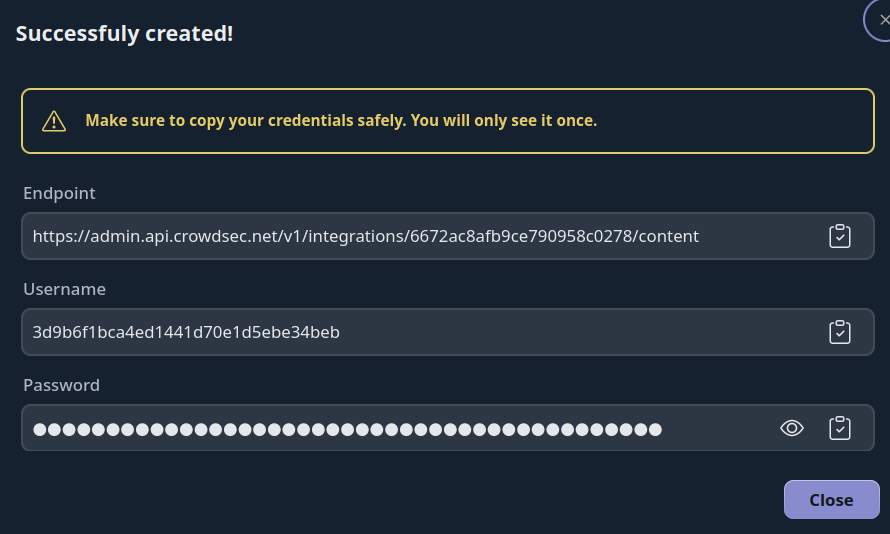 Successfuly created!
Make sure to copy your credentials safely. You will only see it once.
Endpoint
https://admin.api.crowdsec.net/v1/integrations/6672ac8afb9ce790958c0278/content
Username
3d9b6f1bca4ed1441d70e1d5ebe34beb
Password
●●●●●●●●●●●●●●●●●●●●●●●●●●●●●●●●●●●●●●●●●●●
Close